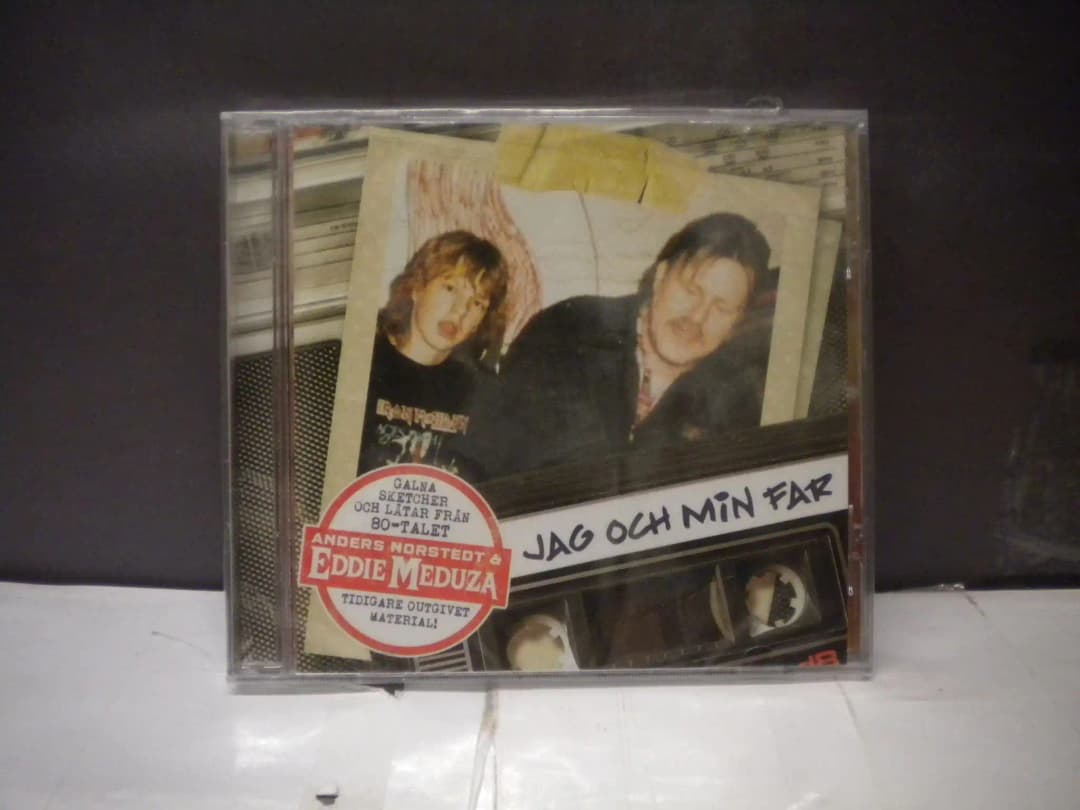 IRON MAIDEN
GALNA
SKETCHER
OCH LÅTAR FRÅN
80-TALET
ANDERS NORSTEDT &
EDDIE MEDUZA
TIDIGARE OUTGIVET
MATERIAL!
JAG OCH MIN FAR